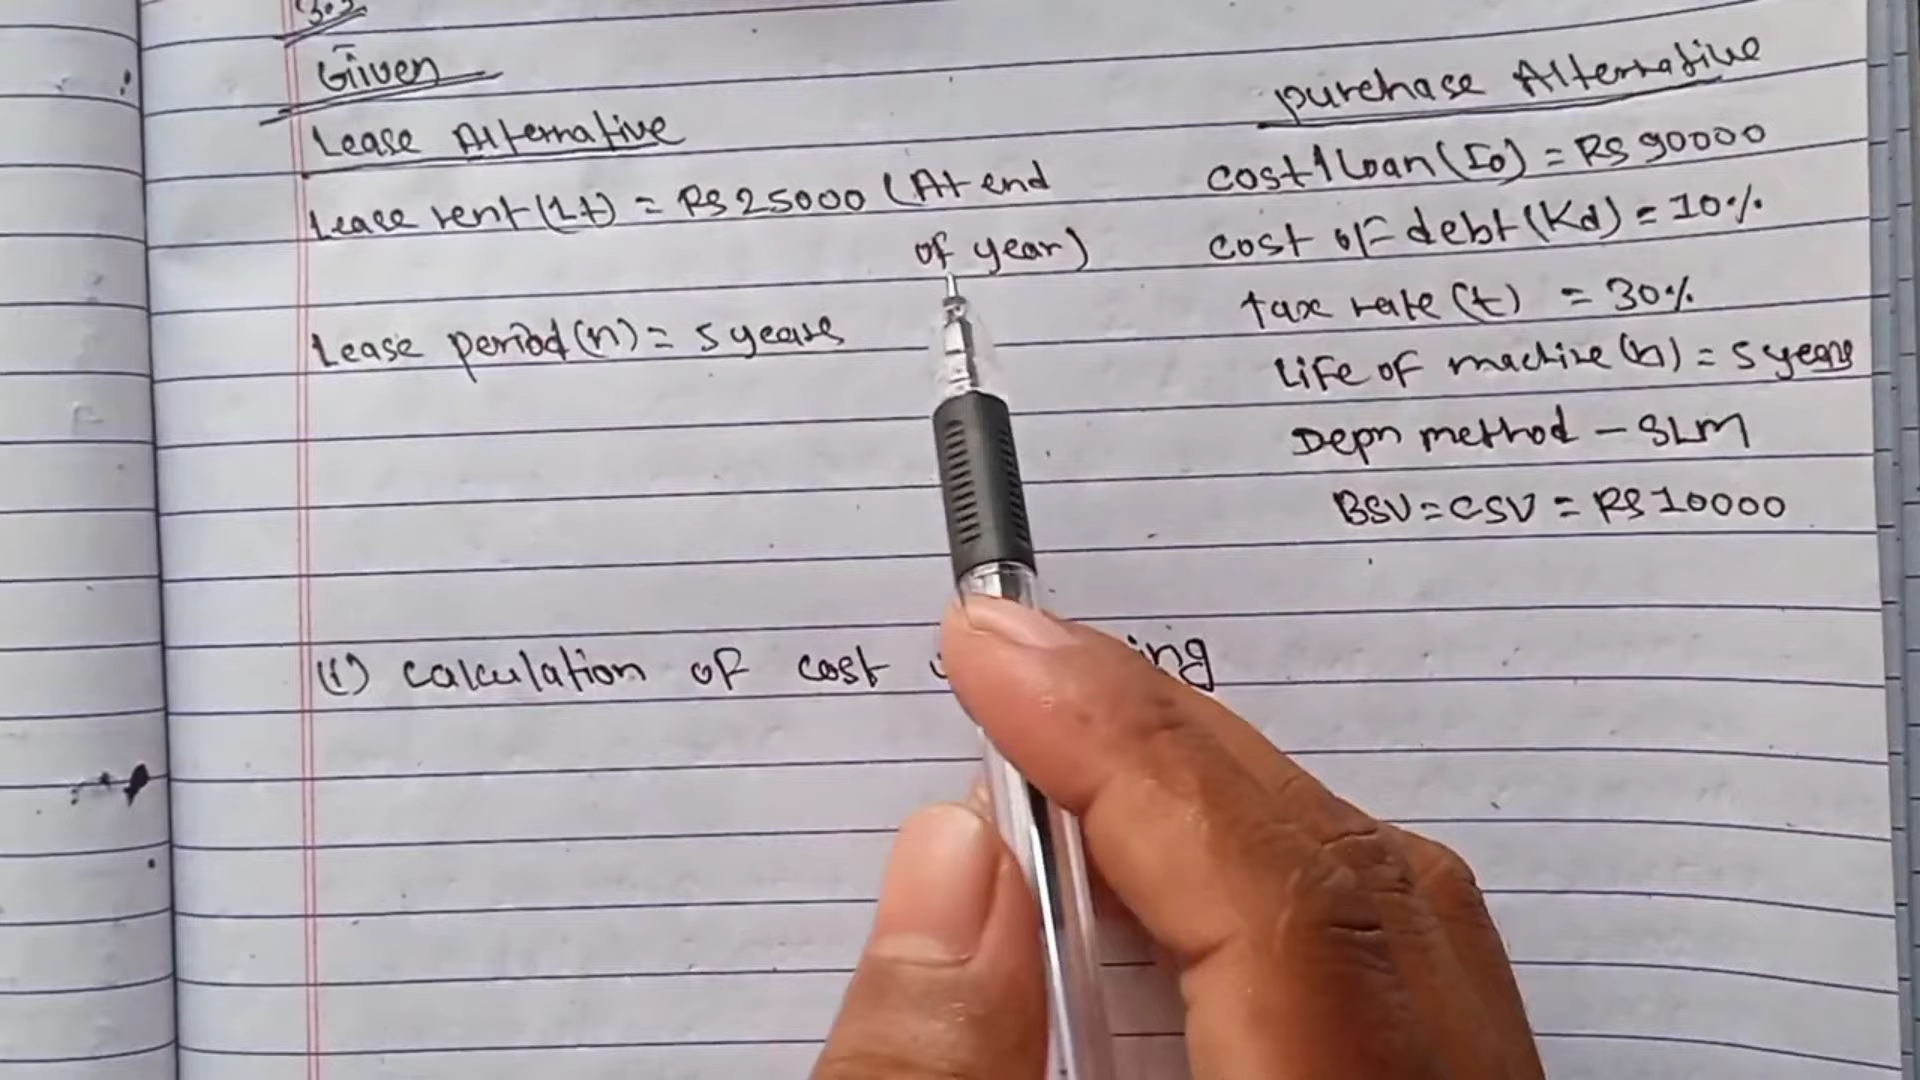 3.3
Given
Lease Alternative
Lease rent (Lt) = RS 25000 (At end
of year)
Lease period (n) = 5 years
purchase Alternative
cost / Loan (I₀) = RS 90000
cost of debt (Kd) = 10%
tax rate (t) = 30%
Life of machine (n) = 5 years
Depn method - SLM
BSV = CSV = RS 10000
(i) calculation of cost